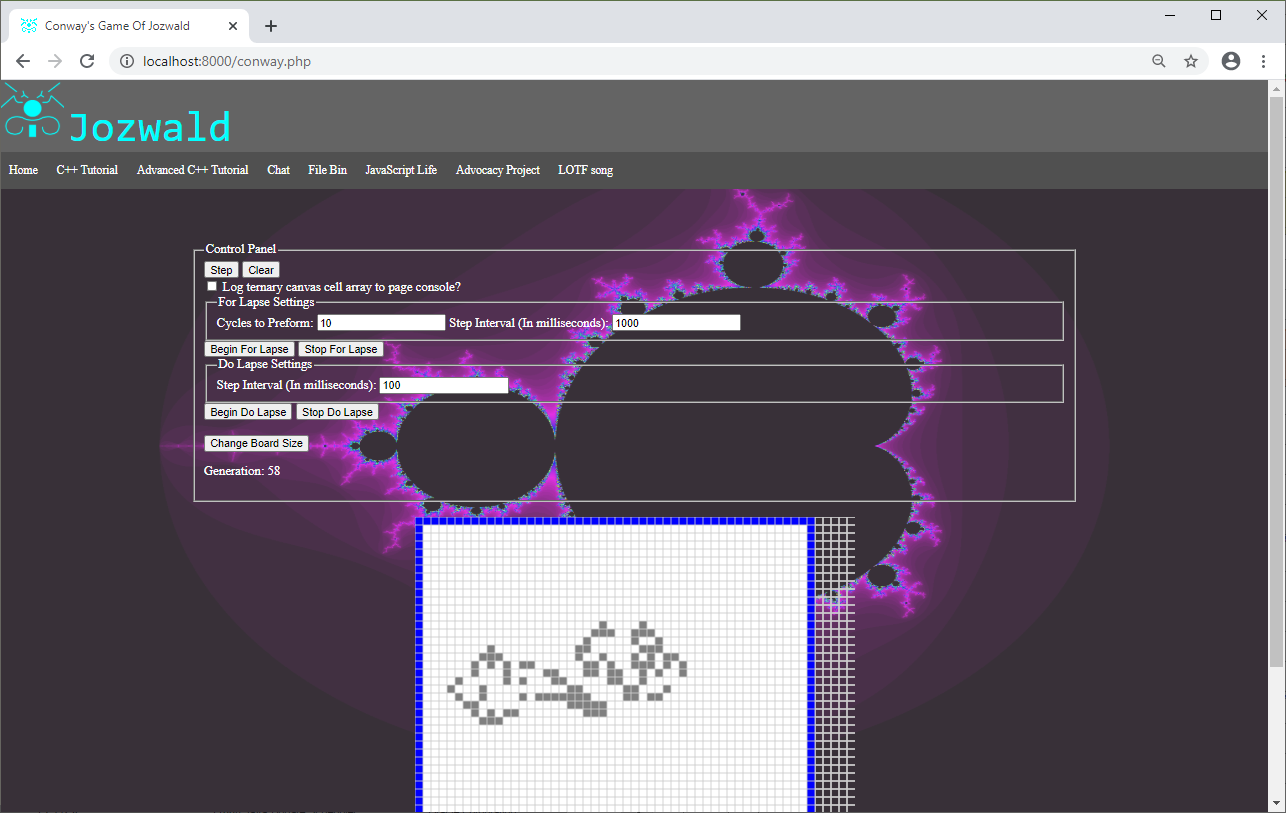 Conway's Game Of Jozwald
localhost:8000/conway.php
Jozwald
Home C++ Tutorial Advanced C++ Tutorial Chat File Bin JavaScript Life Advocacy Project LOTF song
Control Panel
Step Clear
Log ternary canvas cell array to page console?
For Lapse Settings
Cycles to Preform: 10 Step Interval (In milliseconds): 1000
Begin For Lapse Stop For Lapse
Do Lapse Settings
Step Interval (In milliseconds): 100
Begin Do Lapse Stop Do Lapse
Change Board Size
Generation: 58